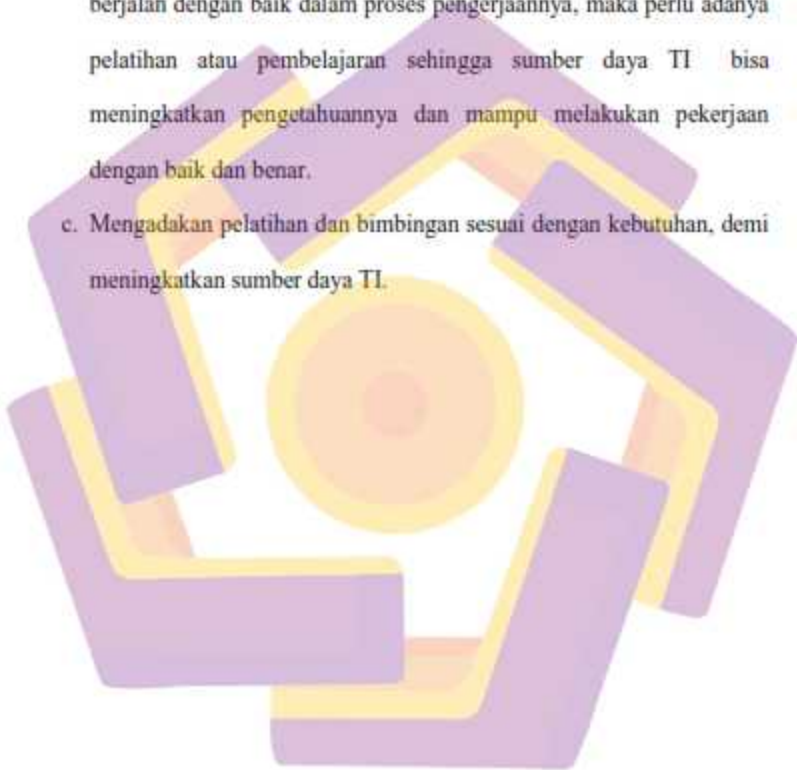 berjalan dengan baik dalam proses pengerjaannya, maka perlu adanya
pelatihan atau pembelajaran sehingga sumber daya TI bisa
meningkatkan pengetahuannya dan mampu melakukan pekerjaan
dengan baik dan benar.
c. Mengadakan pelatihan dan bimbingan sesuai dengan kebutuhan, demi
meningkatkan sumber daya TI.